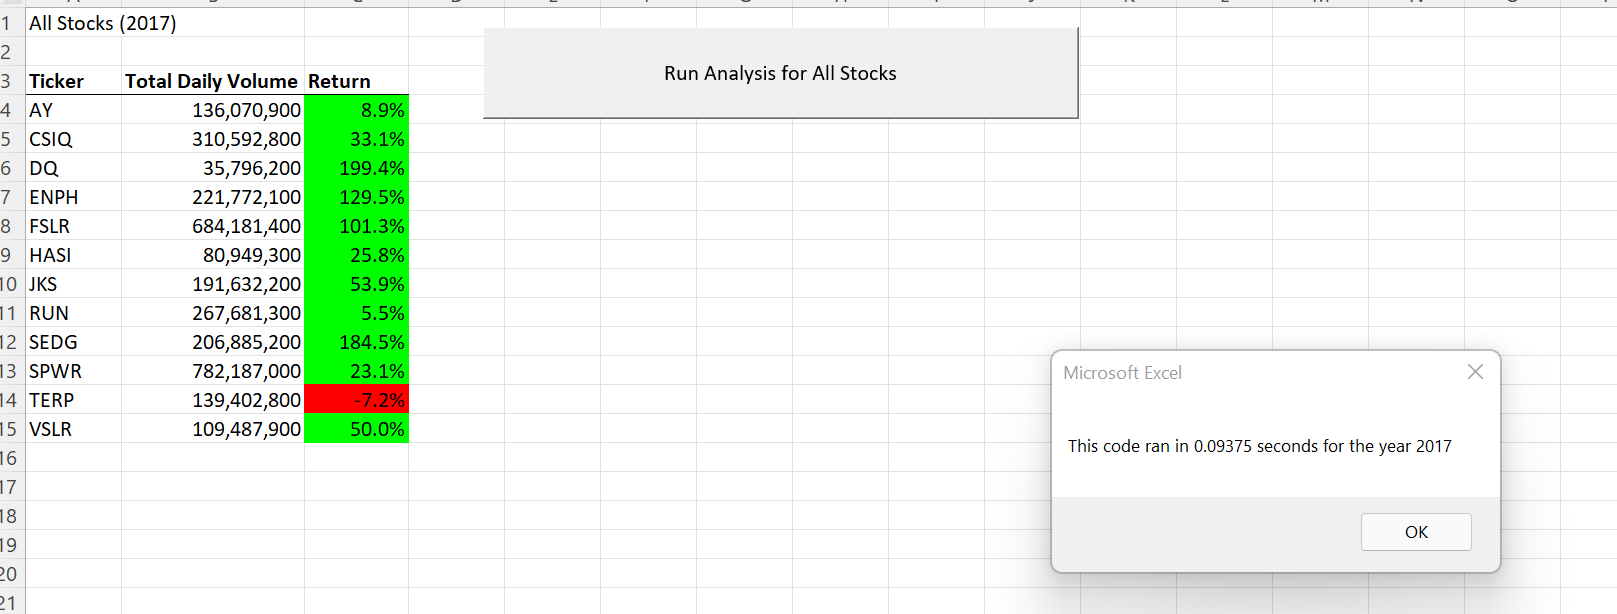 1 All Stocks (2017)
Run Analysis for All Stocks
2
3 Ticker Total Daily Volume Return
4 AY 136,070,900 8.9%
5 CSIQ 310,592,800 33.1%
6 DQ 35,796,200 199.4%
7 ENPH 221,772,100 129.5%
8 FSLR 684,181,400 101.3%
9 HASI 80,949,300 25.8%
10 JKS 191,632,200 53.9%
11 RUN 267,681,300 5.5%
12 SEDG 206,885,200 184.5%
13 SPWR 782,187,000 23.1%
14 TERP 139,402,800 -7.2%
15 VSLR 109,487,900 50.0%
16
17
18
19
20
21
Microsoft Excel
This code ran in 0.09375 seconds for the year 2017
OK